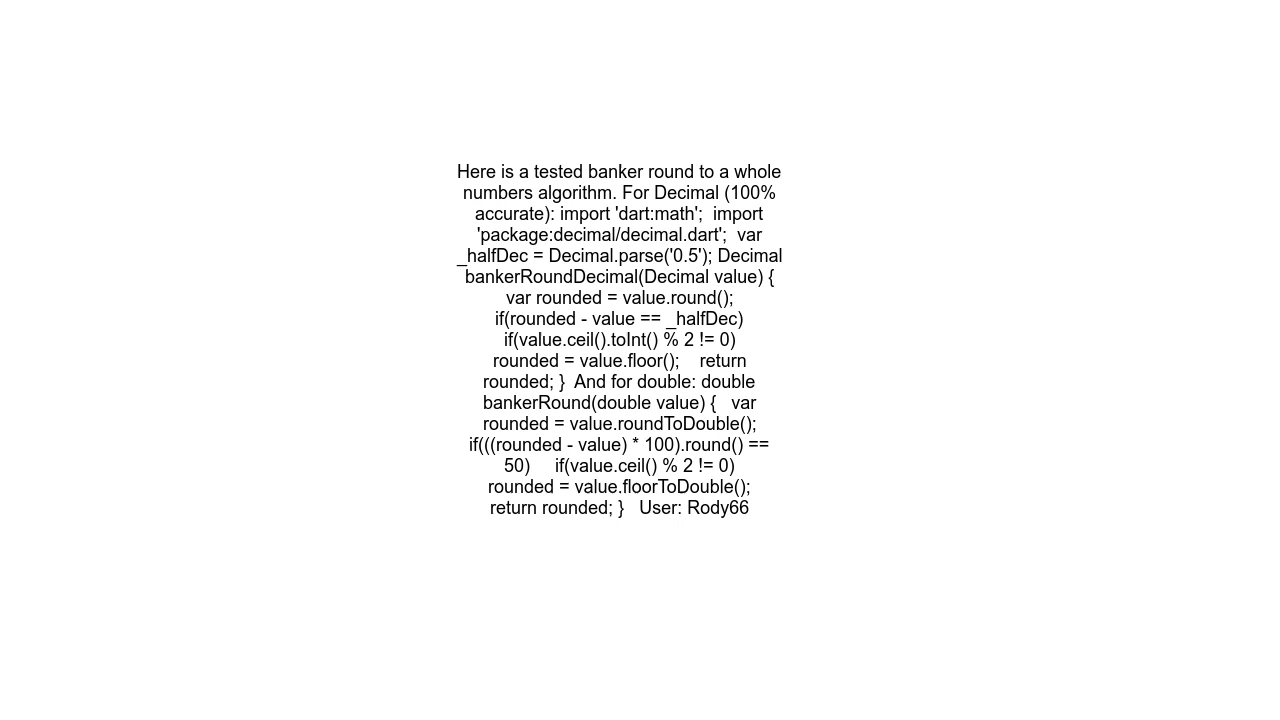 Here is a tested banker round to a whole
numbers algorithm. For Decimal (100%
accurate): import 'dart:math';  import
'package:decimal/decimal.dart';  var
_halfDec = Decimal.parse('0.5'); Decimal
bankerRoundDecimal(Decimal value) {
var rounded = value.round();
if(rounded - value == _halfDec)
if(value.ceil().toInt() % 2 != 0)
rounded = value.floor();    return
rounded; }  And for double: double
bankerRound(double value) {   var
rounded = value.roundToDouble();
if(((rounded - value) * 100).round() ==
50)     if(value.ceil() % 2 != 0)
rounded = value.floorToDouble();
return rounded; }   User: Rody66